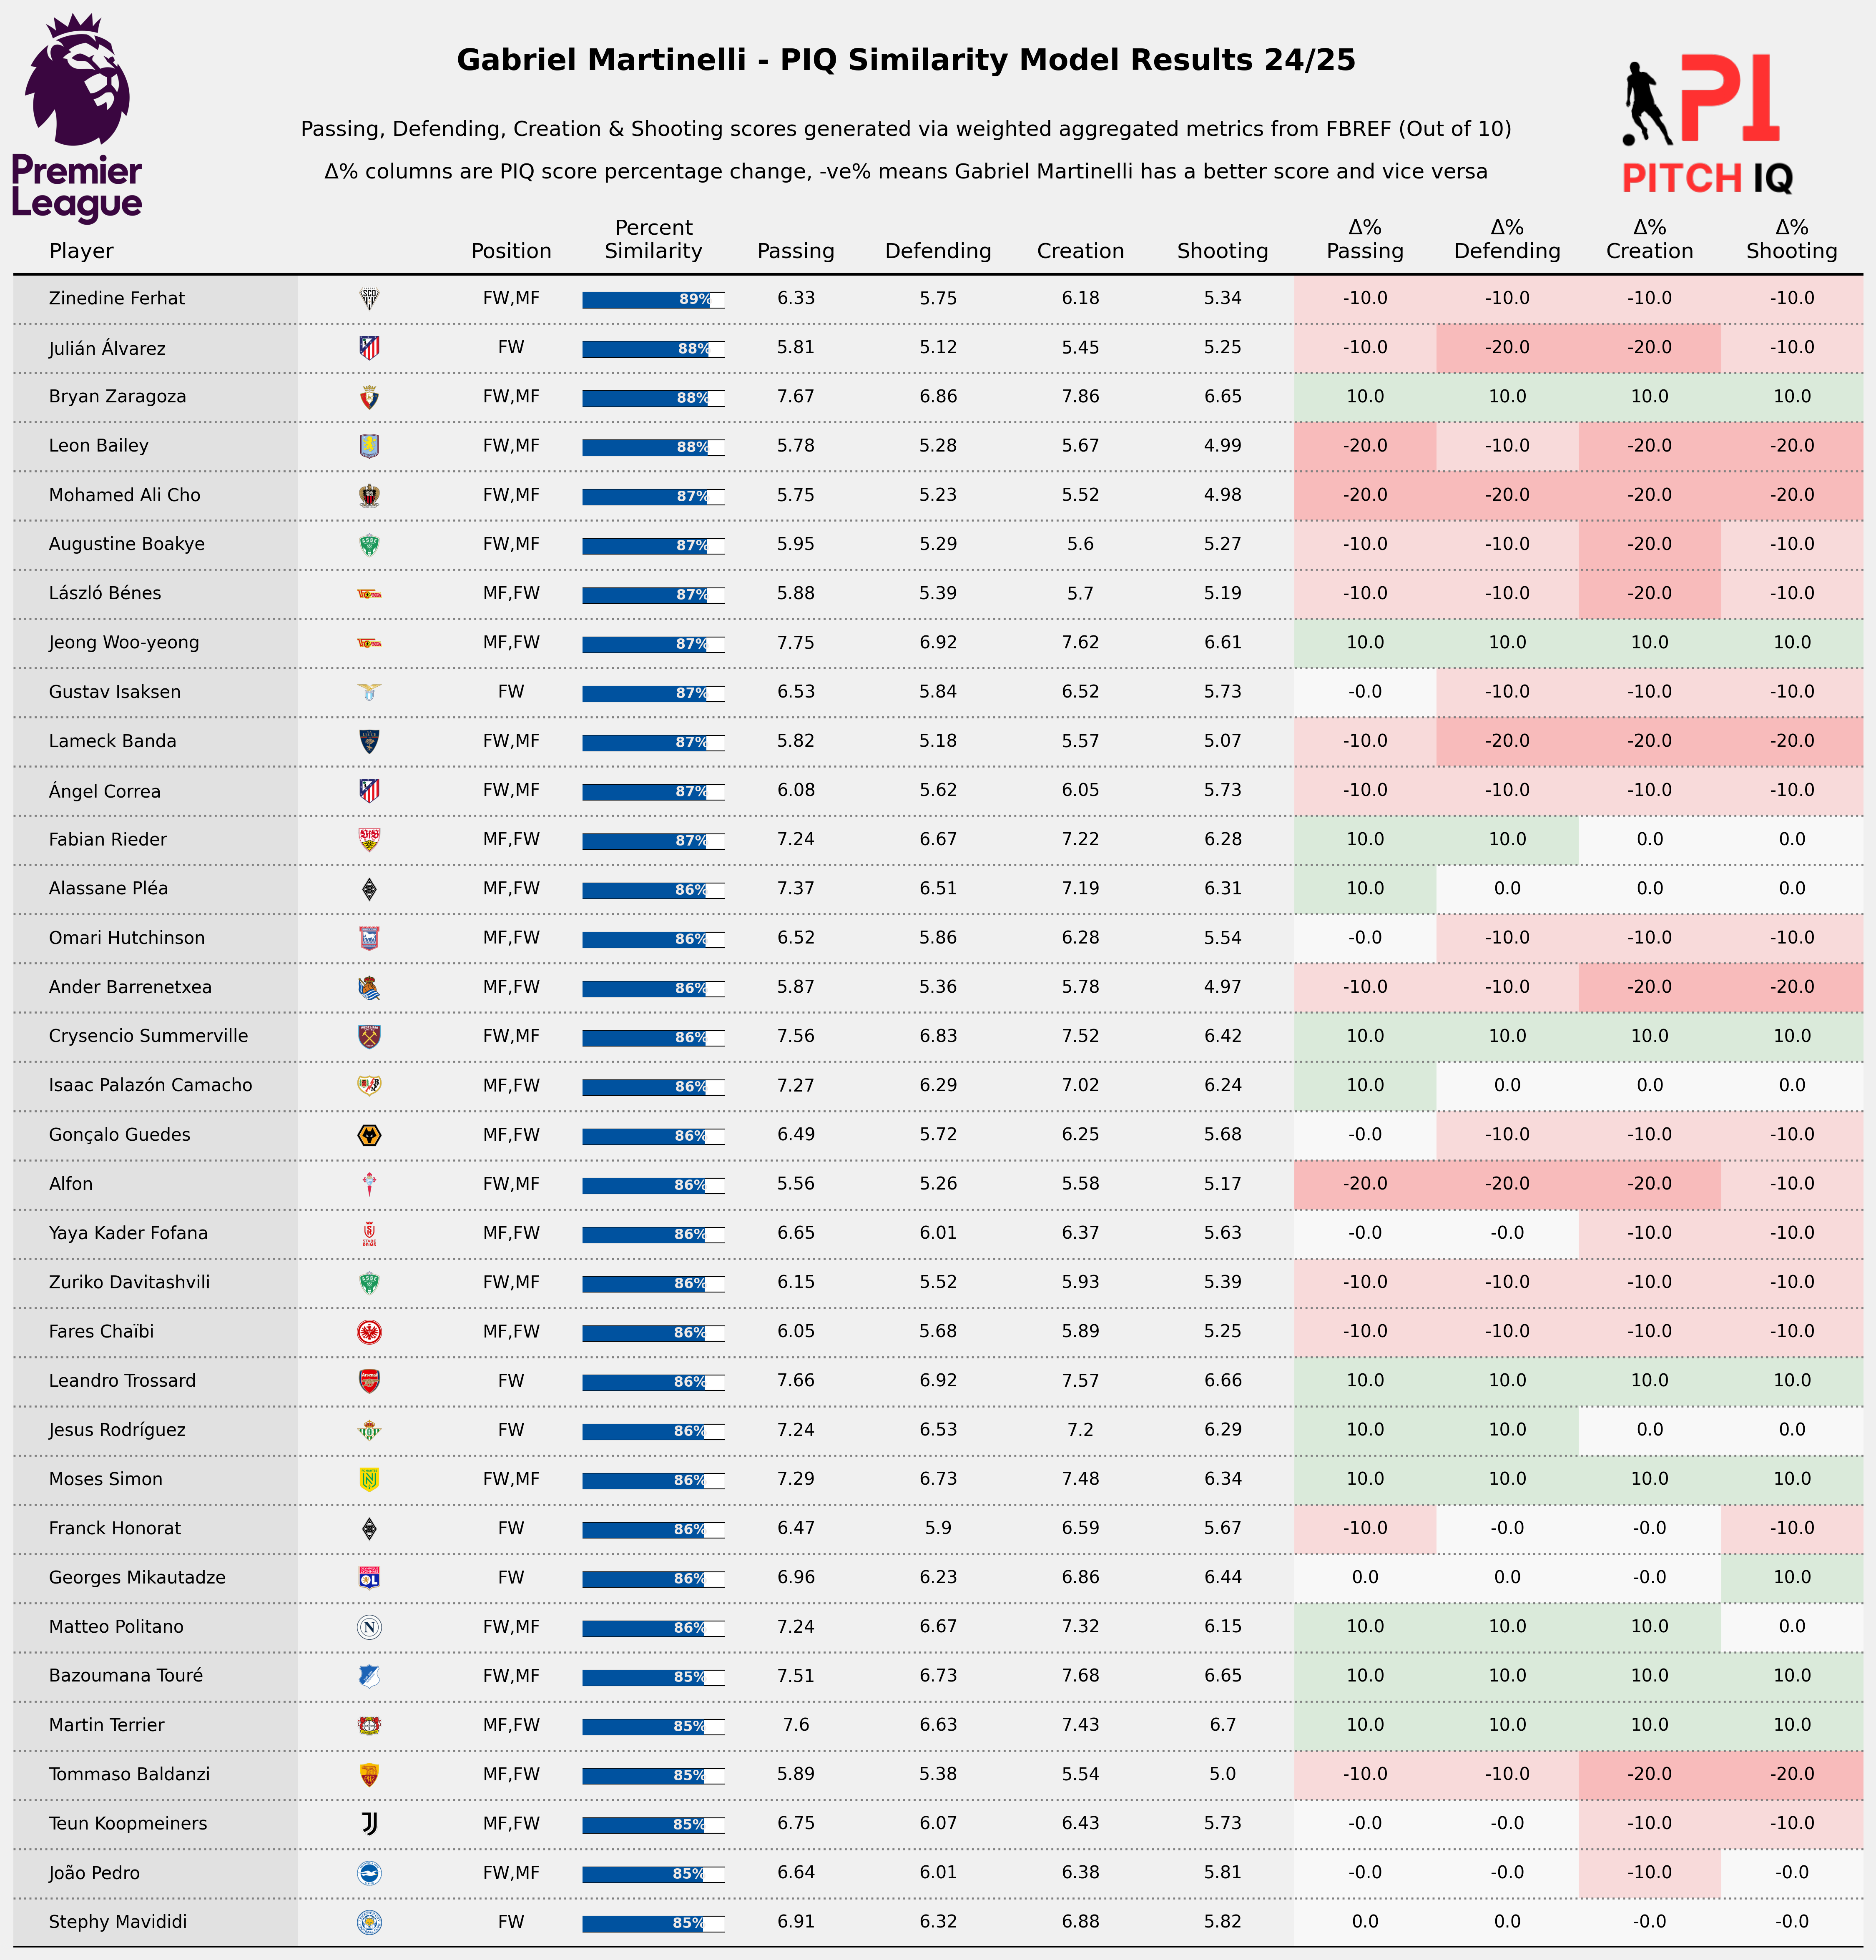 Gabriel Martinelli - PIQ Similarity Model Results 24/25
Passing, Defending, Creation & Shooting scores generated via weighted aggregated metrics from FBREF (Out of 10)
Δ% columns are PIQ score percentage change, -ve% means Gabriel Martinelli has a better score and vice versa
Premier
League
PI
PITCH IQ
Player Position Percent Similarity Passing Defending Creation Shooting Δ% Passing Δ% Defending Δ% Creation Δ% Shooting
Zinedine Ferhat FW,MF 89% 6.33 5.75 6.18 5.34 -10.0 -10.0 -10.0 -10.0
Julián Álvarez FW 88% 5.81 5.12 5.45 5.25 -10.0 -20.0 -20.0 -10.0
Bryan Zaragoza FW,MF 88% 7.67 6.86 7.86 6.65 10.0 10.0 10.0 10.0
Leon Bailey FW,MF 88% 5.78 5.28 5.67 4.99 -20.0 -10.0 -20.0 -20.0
Mohamed Ali Cho FW,MF 87% 5.75 5.23 5.52 4.98 -20.0 -20.0 -20.0 -20.0
Augustine Boakye FW,MF 87% 5.95 5.29 5.6 5.27 -10.0 -10.0 -20.0 -10.0
László Bénes MF,FW 87% 5.88 5.39 5.7 5.19 -10.0 -10.0 -20.0 -10.0
Jeong Woo-yeong MF,FW 87% 7.75 6.92 7.62 6.61 10.0 10.0 10.0 10.0
Gustav Isaksen FW 87% 6.53 5.84 6.52 5.73 -0.0 -10.0 -10.0 -10.0
Lameck Banda FW,MF 87% 5.82 5.18 5.57 5.07 -10.0 -20.0 -20.0 -20.0
Ángel Correa FW,MF 87% 6.08 5.62 6.05 5.73 -10.0 -10.0 -10.0 -10.0
Fabian Rieder MF,FW 87% 7.24 6.67 7.22 6.28 10.0 10.0 0.0 0.0
Alassane Pléa MF,FW 86% 7.37 6.51 7.19 6.31 10.0 0.0 0.0 0.0
Omari Hutchinson MF,FW 86% 6.52 5.86 6.28 5.54 -0.0 -10.0 -10.0 -10.0
Ander Barrenetxea MF,FW 86% 5.87 5.36 5.78 4.97 -10.0 -10.0 -20.0 -20.0
Crysencio Summerville FW,MF 86% 7.56 6.83 7.52 6.42 10.0 10.0 10.0 10.0
Isaac Palazón Camacho MF,FW 86% 7.27 6.29 7.02 6.24 10.0 0.0 0.0 0.0
Gonçalo Guedes MF,FW 86% 6.49 5.72 6.25 5.68 -0.0 -10.0 -10.0 -10.0
Alfon FW,MF 86% 5.56 5.26 5.58 5.17 -20.0 -20.0 -20.0 -10.0
Yaya Kader Fofana MF,FW 86% 6.65 6.01 6.37 5.63 -0.0 -0.0 -10.0 -10.0
Zuriko Davitashvili FW,MF 86% 6.15 5.52 5.93 5.39 -10.0 -10.0 -10.0 -10.0
Fares Chaïbi MF,FW 86% 6.05 5.68 5.89 5.25 -10.0 -10.0 -10.0 -10.0
Leandro Trossard FW 86% 7.66 6.92 7.57 6.66 10.0 10.0 10.0 10.0
Jesus Rodríguez FW 86% 7.24 6.53 7.2 6.29 10.0 10.0 0.0 0.0
Moses Simon FW,MF 86% 7.29 6.73 7.48 6.34 10.0 10.0 10.0 10.0
Franck Honorat FW 86% 6.47 5.9 6.59 5.67 -10.0 -0.0 -0.0 -10.0
Georges Mikautadze FW 86% 6.96 6.23 6.86 6.44 0.0 0.0 -0.0 10.0
Matteo Politano FW,MF 86% 7.24 6.67 7.32 6.15 10.0 10.0 10.0 0.0
Bazoumana Touré FW,MF 85% 7.51 6.73 7.68 6.65 10.0 10.0 10.0 10.0
Martin Terrier MF,FW 85% 7.6 6.63 7.43 6.7 10.0 10.0 10.0 10.0
Tommaso Baldanzi MF,FW 85% 5.89 5.38 5.54 5.0 -10.0 -10.0 -20.0 -20.0
Teun Koopmeiners MF,FW 85% 6.75 6.07 6.43 5.73 -0.0 -0.0 -10.0 -10.0
João Pedro FW,MF 85% 6.64 6.01 6.38 5.81 -0.0 -0.0 -10.0 -0.0
Stephy Mavididi FW 85% 6.91 6.32 6.88 5.82 0.0 0.0 -0.0 -0.0